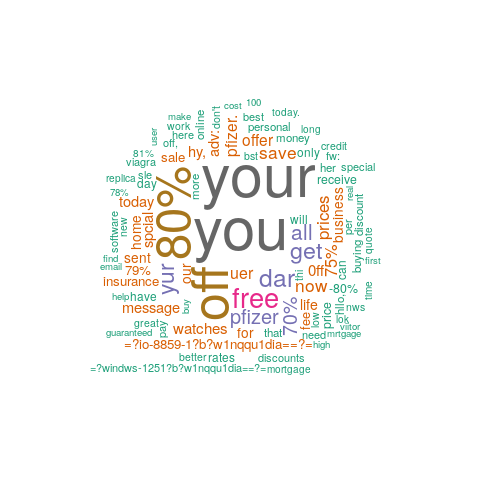 cost 100
make don't today.
work online best
user here adv: pfizer. personal long
off, offer money
81% sale hy, bst save only credit
viagra fw:
replica sle day more your her special
78% 80% receive
today spcial you will all prices business real
software new home get 75% per discount quote
find sent our off uer dar 0ff thi can buying first
email 79% yur
insurance now -80% time
help have buy free 70% life hllo, nws
message pfizer fee low price lok
great pay watches for that need viitor
guaranteed mrtgage
=?io-8859-1?b?w1nqqu1dia==?= high
better rates discounts
=?windws-1251?b?w1nqqu1dia==?= mortgage